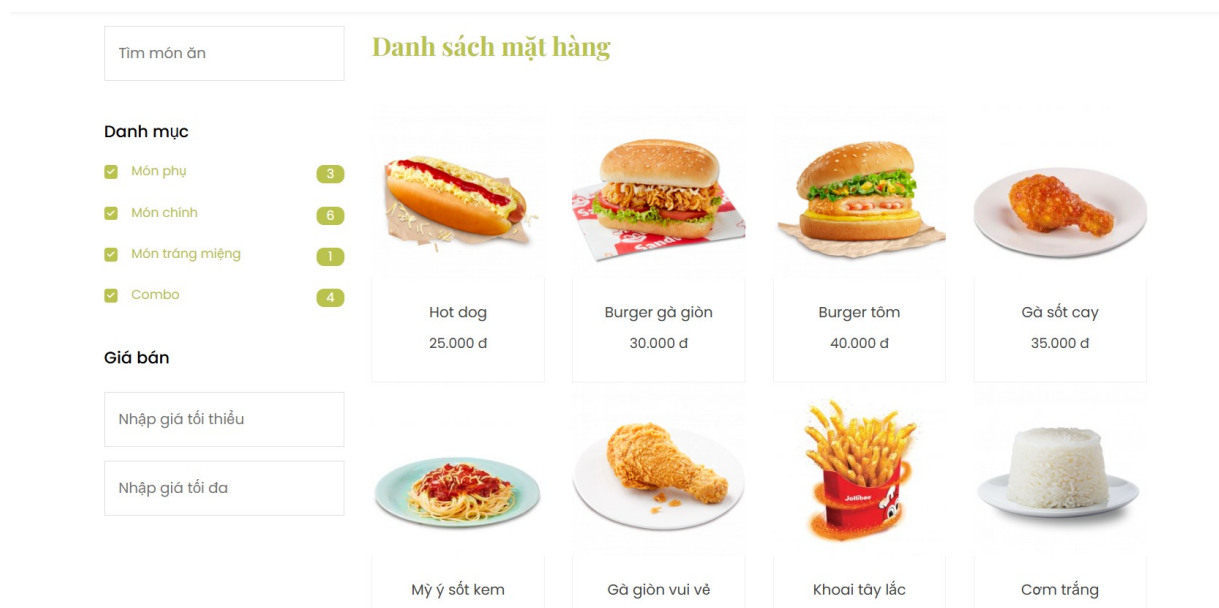 Tìm món ăn
Danh mục
Món phụ 3
Món chính 6
Món tráng miệng 1
Combo 4
Giá bán
Nhập giá tối thiểu
Nhập giá tối đa
Danh sách mặt hàng
Hot dog
25.000 đ
Burger gà giòn
30.000 đ
Burger tôm
40.000 đ
Gà sốt cay
35.000 đ
Mỳ ý sốt kem
Gà giòn vui vẻ
Jollibee
Khoai tây lắc
Cơm trắng